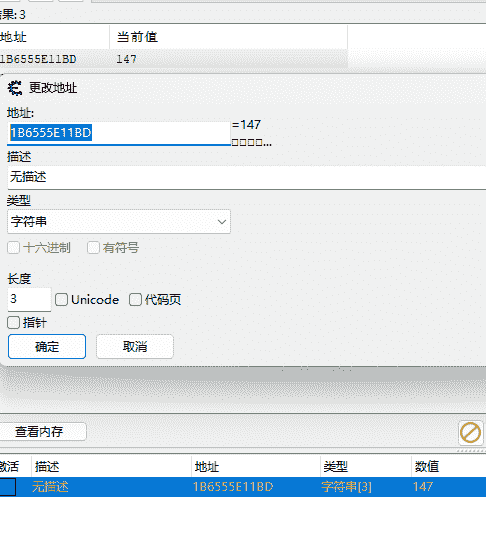 结果: 3
地址 当前值
1B6555E11BD 147
更改地址
地址:
1B6555E11BD =147
描述
无描述
类型
字符串
十六进制 有符号
长度
3 Unicode 代码页
指针
确定 取消
查看内存
激活 描述 地址 类型 数值
无描述 1B6555E11BD 字符串[3] 147